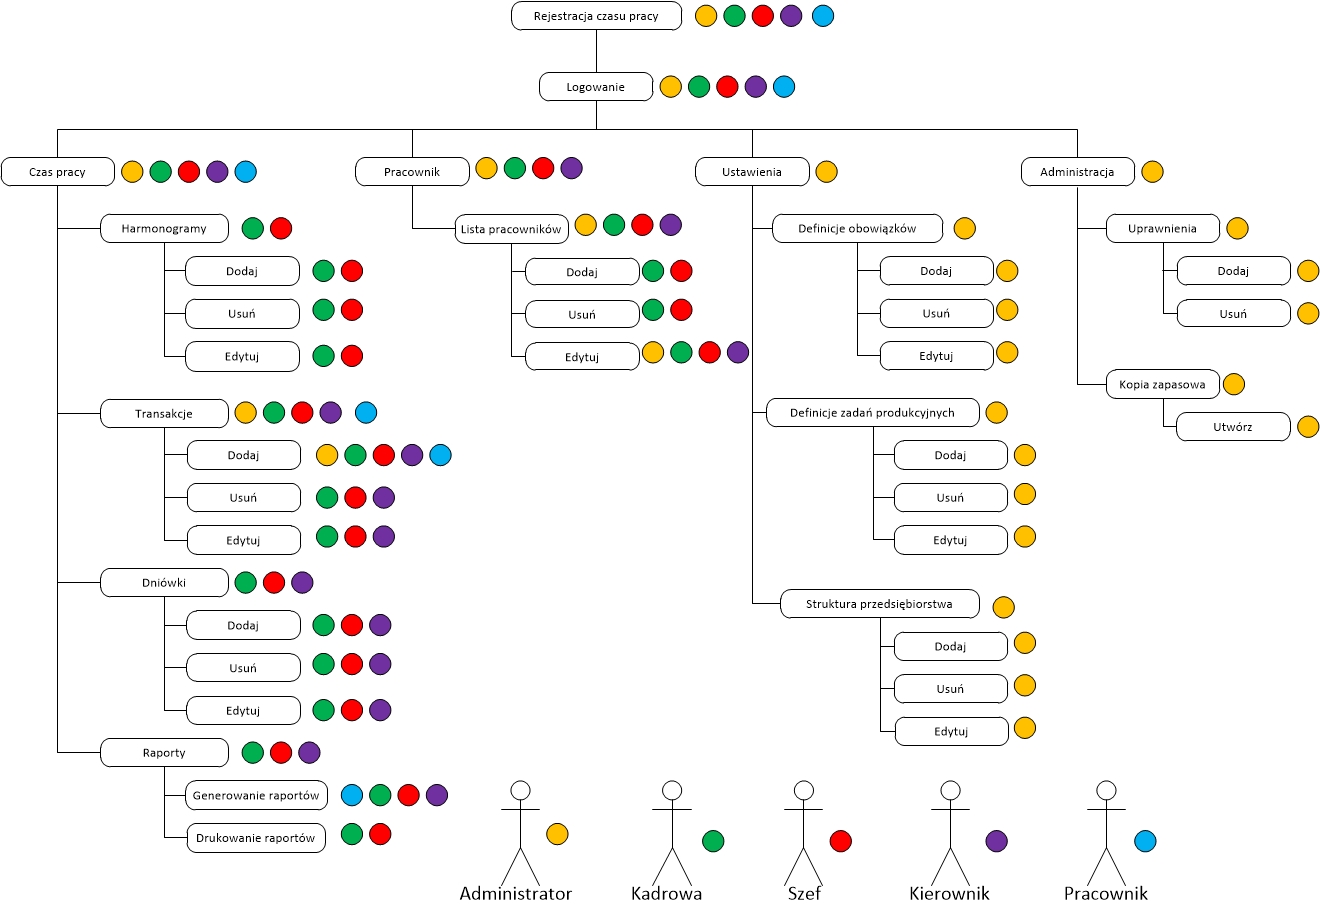 Rejestracja czasu pracy
Logowanie
Czas pracy
Pracownik
Ustawienia
Administracja
Harmonogramy
Dodaj
Usuń
Edytuj
Transakcje
Dodaj
Usuń
Edytuj
Dniówki
Dodaj
Usuń
Edytuj
Raporty
Generowanie raportów
Drukowanie raportów
Lista pracowników
Dodaj
Usuń
Edytuj
Definicje obowiązków
Dodaj
Usuń
Edytuj
Definicje zadań produkcyjnych
Dodaj
Usuń
Edytuj
Struktura przedsiębiorstwa
Dodaj
Usuń
Edytuj
Uprawnienia
Dodaj
Usuń
Kopia zapasowa
Utwórz
Administrator
Kadrowa
Szef
Kierownik
Pracownik